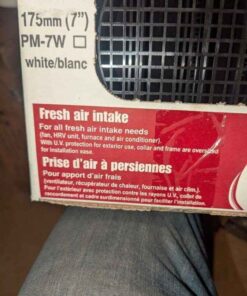 175mm (7")
PM-7W
white/blanc
Fresh air intake
For all fresh air intake needs
(fan, HRV unit, furnace and air conditioner).
With U.V. protection for exterior use, collar and frame are oversized
for installation ease.
Prise d'air à persiennes
Pour apport d'air frais
(ventilateur, récupérateur de chaleur, fournaise et air clim.).
Pour l'extérieur avec protection contre les rayons U.V., collet de
raccordement et cadre surdimensionné pour faciliter l'installation.